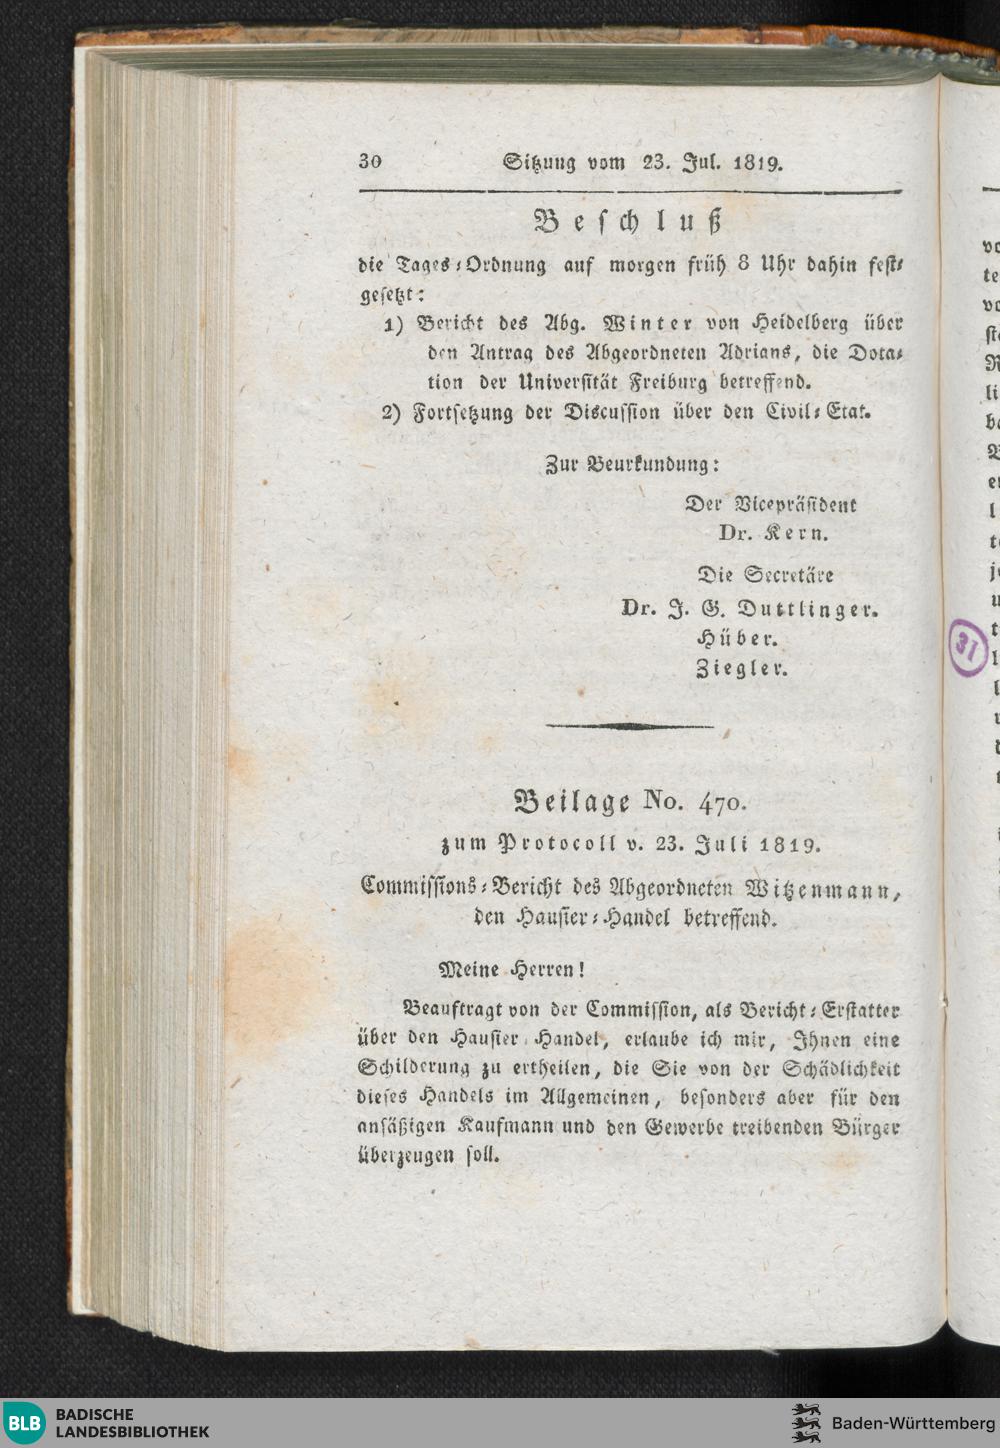 30 Sitzung vom 23. Jul. 1819.
Beschluß
die Tages-Ordnung auf morgen früh 8 Uhr dahin fest-
gesetzt:
1) Bericht des Abg. Winter von Heidelberg über
den Antrag des Abgeordneten Adrians, die Dota-
tion der Universität Freiburg betreffend.
2) Fortsetzung der Discussion über den Civil-Etat.
Zur Beurkundung:
Der Vicepräsident
Dr. Kern.
Die Secretäre
Dr. J. G. Duttlinger.
Hüber.
Ziegler.
Beilage No. 470.
zum Protocoll v. 23. Juli 1819.
Commissions-Bericht des Abgeordneten Witzenmann,
den Hausier-Handel betreffend.
Meine Herren!
Beauftragt von der Commission, als Bericht-Erstatter
über den Hausier-Handel, erlaube ich mir, Ihnen eine
Schilderung zu ertheilen, die Sie von der Schädlichkeit
dieses Handels im Allgemeinen, besonders aber für den
ansäßigen Kaufmann und den Gewerbe treibenden Bürger
überzeugen soll.
31
BLB BADISCHE
LANDESBIBLIOTHEK
Baden-Württemberg